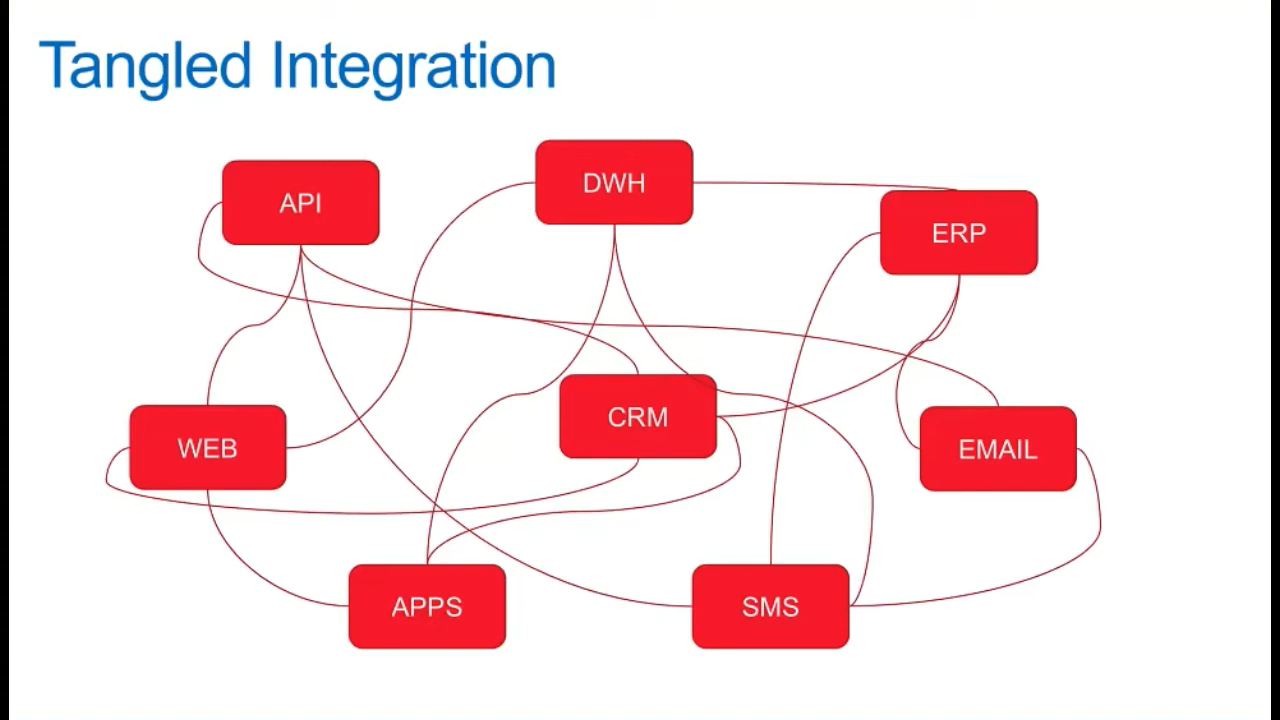 Tangled Integration
API
DWH
ERP
WEB
CRM
EMAIL
APPS
SMS